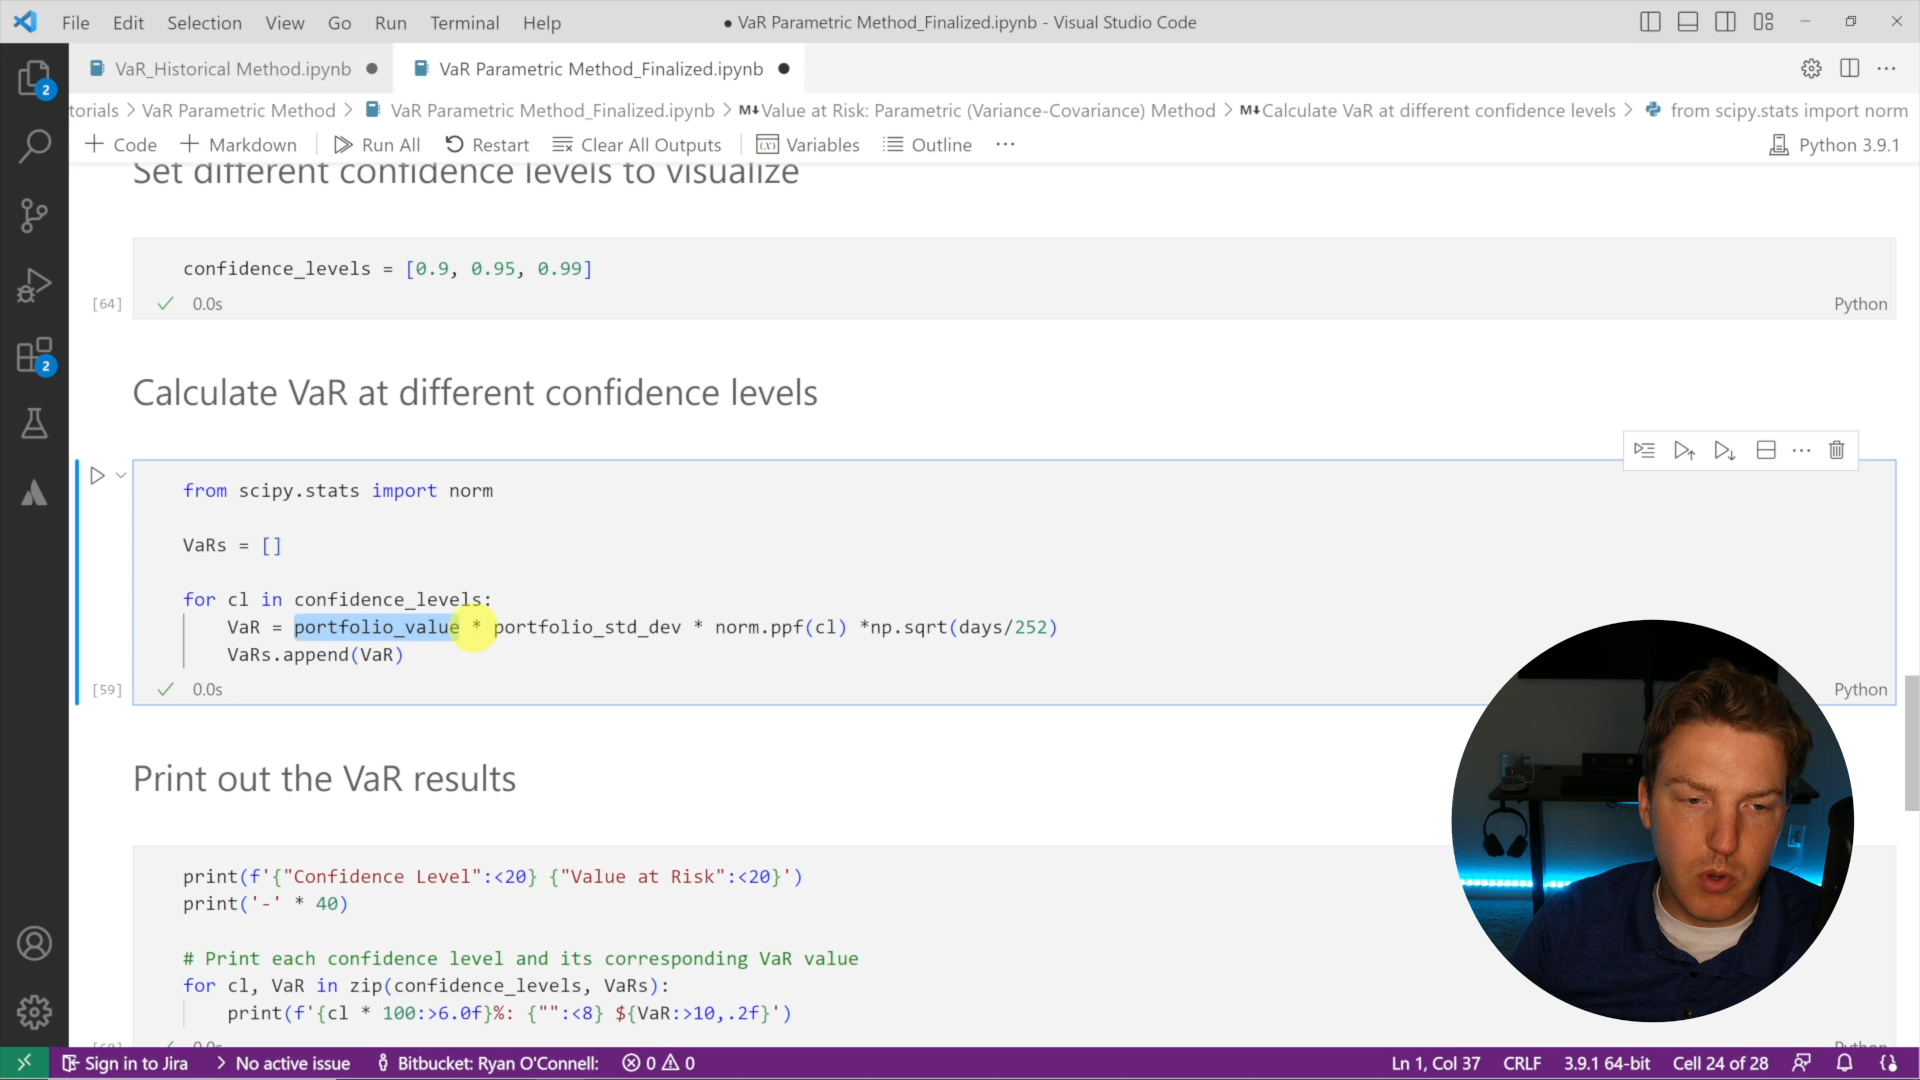 File Edit Selection View Go Run Terminal Help
● VaR Parametric Method_Finalized.ipynb - Visual Studio Code
VaR_Historical Method.ipynb
VaR Parametric Method_Finalized.ipynb
2
torials > VaR Parametric Method > VaR Parametric Method_Finalized.ipynb > M↓Value at Risk: Parametric (Variance-Covariance) Method > M↓Calculate VaR at different confidence levels > from scipy.stats import norm
+ Code + Markdown Run All Restart Clear All Outputs Variables Outline ··· Python 3.9.1
Set different confidence levels to visualize
confidence_levels = [0.9, 0.95, 0.99]
[64] ✓ 0.0s Python
2
Calculate VaR at different confidence levels
from scipy.stats import norm
VaRs = []
for cl in confidence_levels:
VaR = portfolio_value * portfolio_std_dev * norm.ppf(cl) *np.sqrt(days/252)
VaRs.append(VaR)
[59] ✓ 0.0s Python
Print out the VaR results
print(f'{"Confidence Level":<20} {"Value at Risk":<20}')
print('-' * 40)
# Print each confidence level and its corresponding VaR value
for cl, VaR in zip(confidence_levels, VaRs):
print(f'{cl * 100:>6.0f}%: {"":<8} ${VaR:>10,.2f}')
Sign in to Jira > No active issue Bitbucket: Ryan O'Connell: 0 0 Ln 1, Col 37 CRLF 3.9.1 64-bit Cell 24 of 28